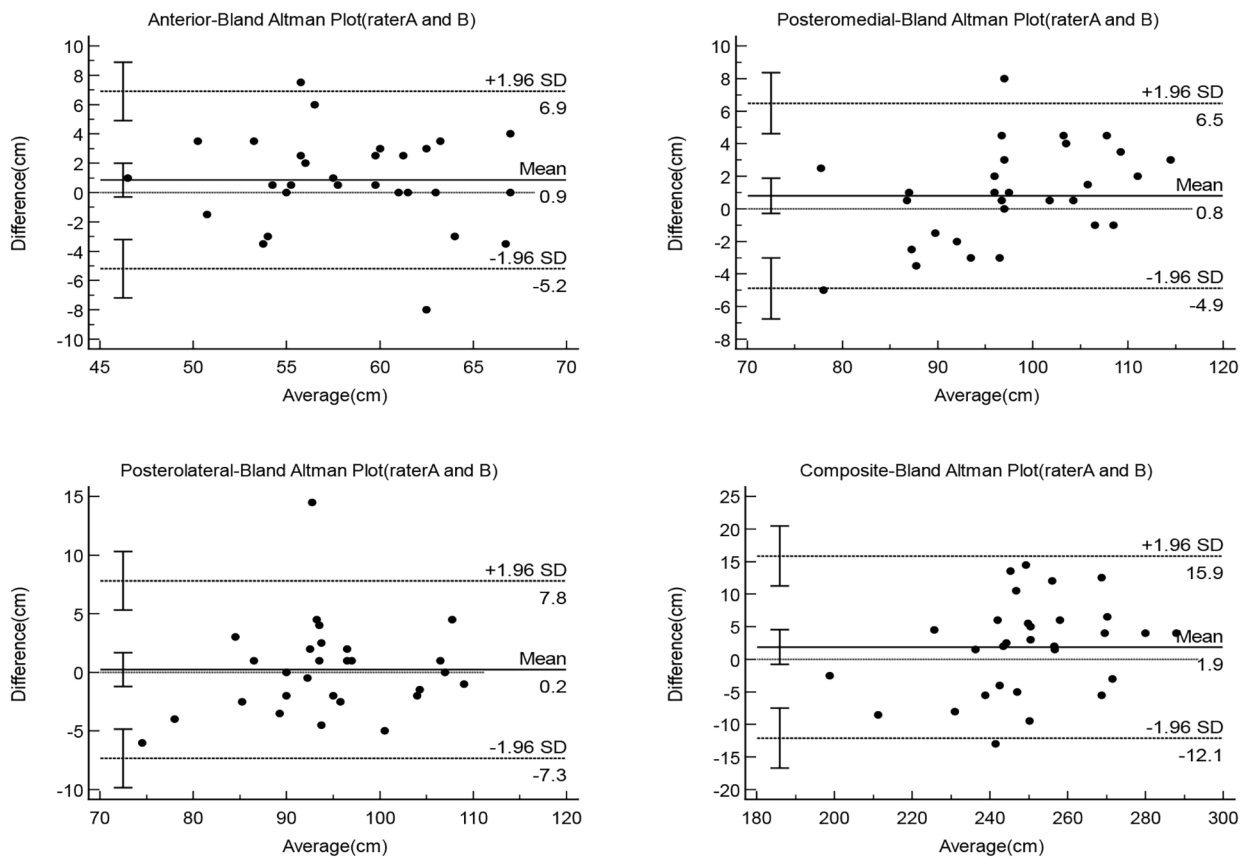 Anterior-Bland Altman Plot(raterA and B)
10
8
6
4
2
0
-2
-4
-6
-8
-10
Difference(cm)
+1.96 SD
6.9
Mean
0.9
-1.96 SD
-5.2
45 50 55 60 65 70
Average(cm)
Posteromedial-Bland Altman Plot(raterA and B)
10
8
6
4
2
0
-2
-4
-6
-8
Difference(cm)
+1.96 SD
6.5
Mean
0.8
-1.96 SD
-4.9
70 80 90 100 110 120
Average(cm)
Posterolateral-Bland Altman Plot(raterA and B)
15
10
5
0
-5
-10
Difference(cm)
+1.96 SD
7.8
Mean
0.2
-1.96 SD
-7.3
70 80 90 100 110 120
Average(cm)
Composite-Bland Altman Plot(raterA and B)
25
20
15
10
5
0
-5
-10
-15
-20
Difference(cm)
+1.96 SD
15.9
Mean
1.9
-1.96 SD
-12.1
180 200 220 240 260 280 300
Average(cm)